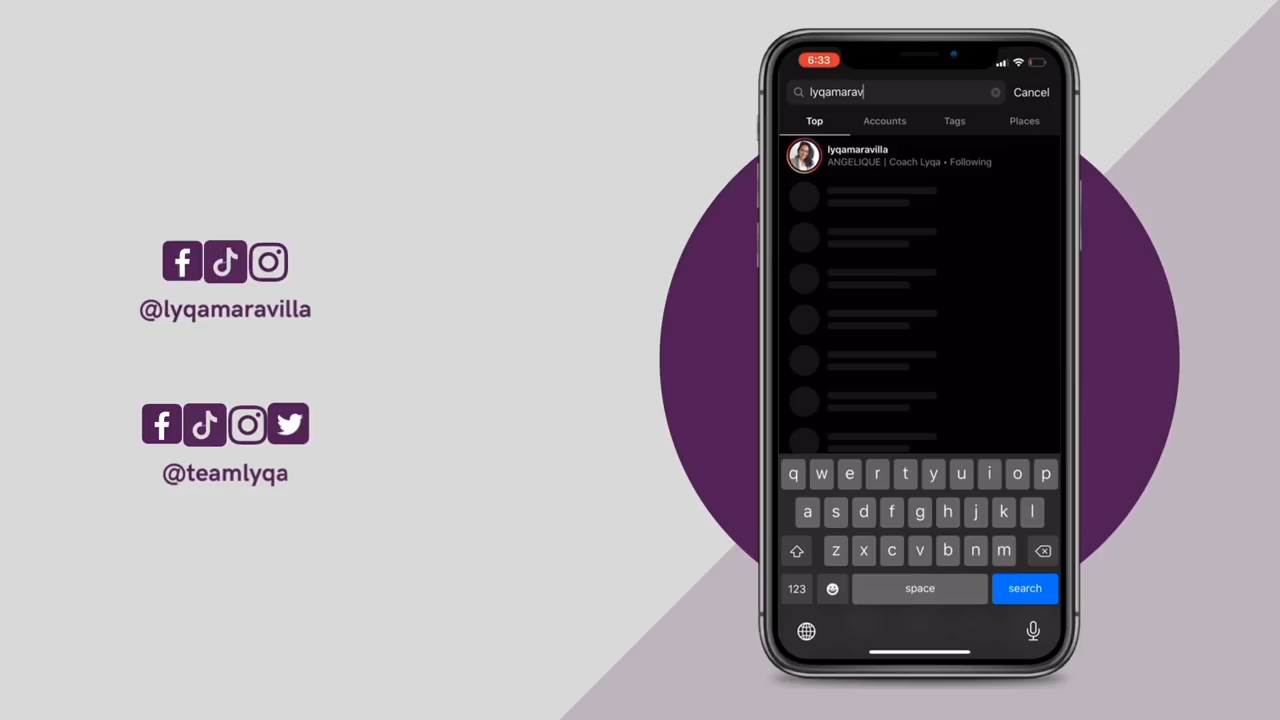 @lyqamaravilla
@teamlyqa
6:33
lyqamarav
Cancel
Top Accounts Tags Places
lyqamaravilla
ANGELIQUE | Coach Lyqa • Following
q w e r t y u i o p
a s d f g h j k l
z x c v b n m
123 space search